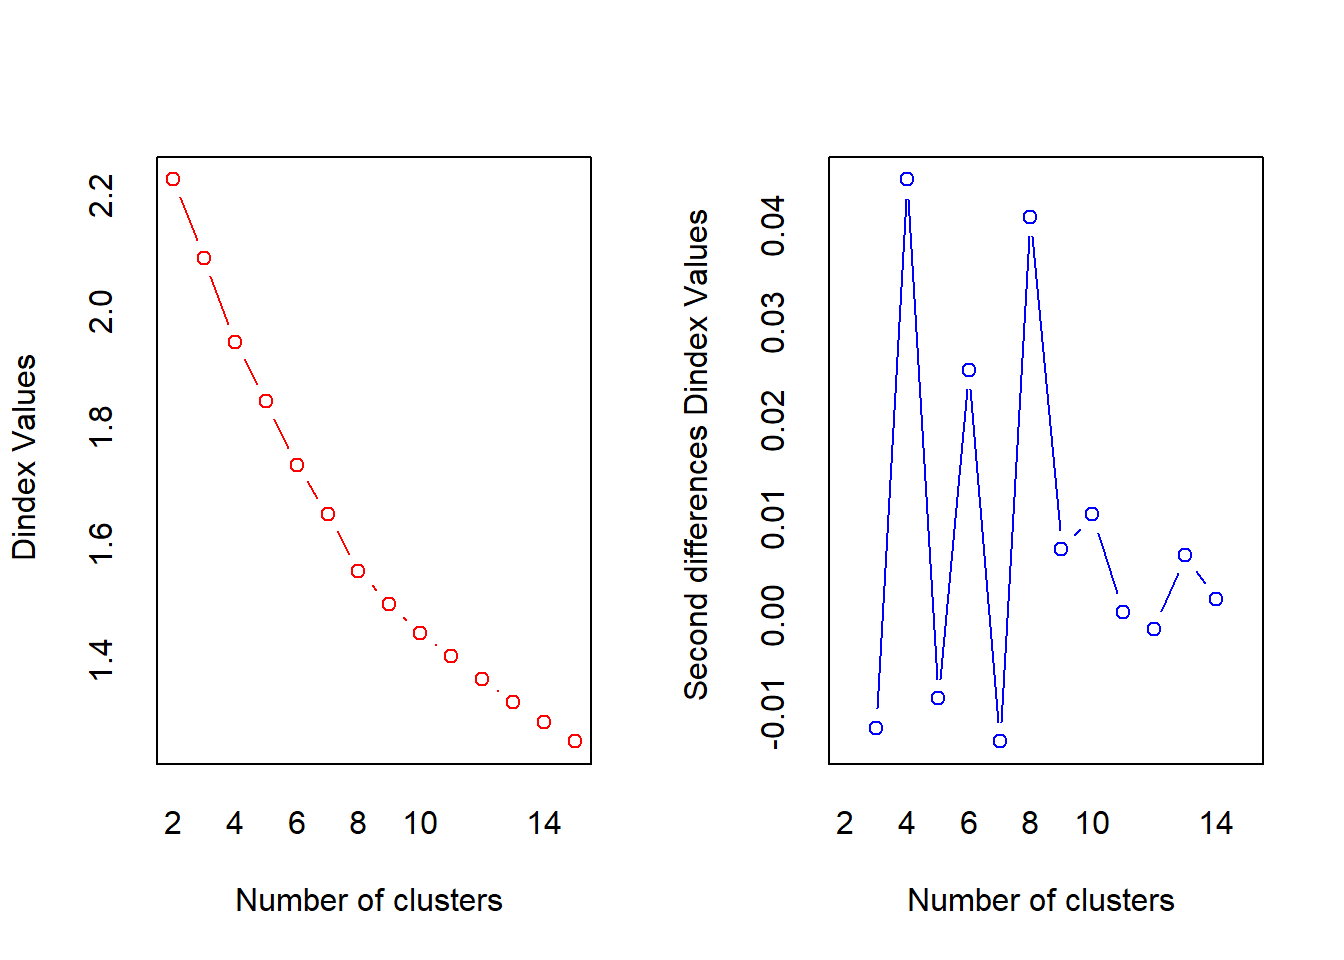 Dindex Values
2.2
2.0
1.8
1.6
1.4
2 4 6 8 10 14
Number of clusters
Second differences Dindex Values
0.04
0.03
0.02
0.01
0.00
-0.01
2 4 6 8 10 14
Number of clusters